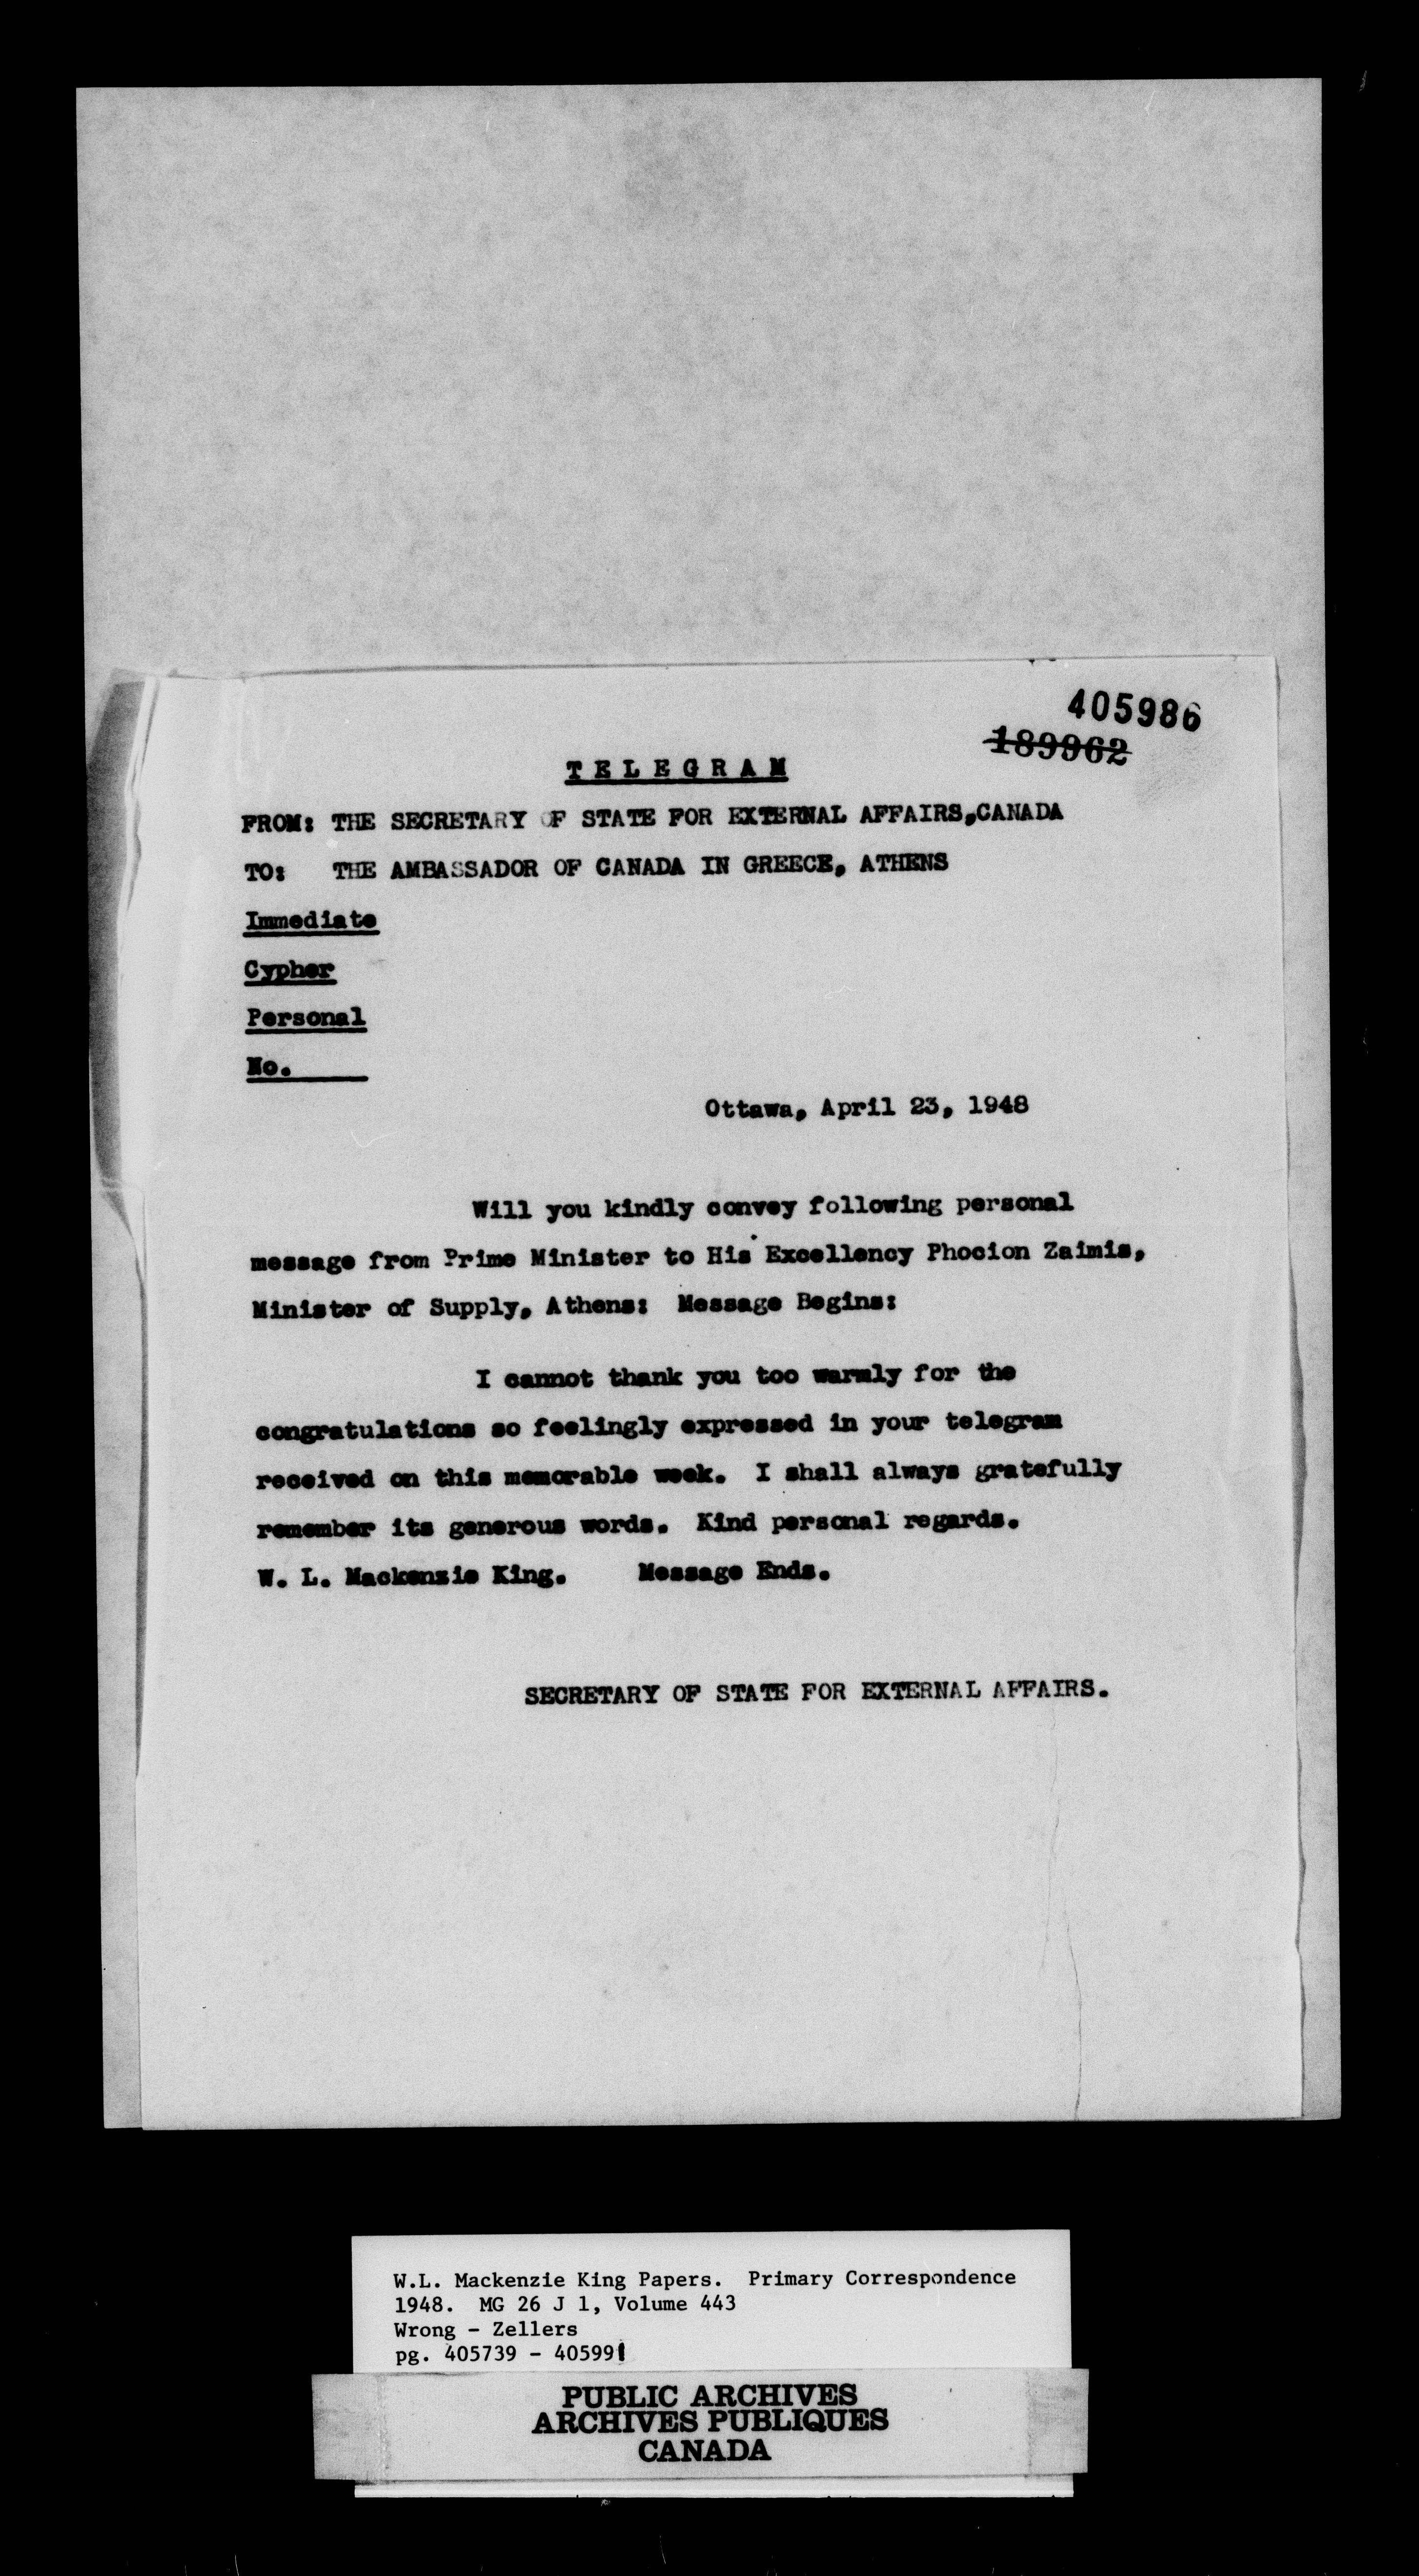 405986
189962
TELEGRAM
FROM: THE SECRETARY OF STATE FOR EXTERNAL AFFAIRS,CANADA
TO: THE AMBASSADOR OF CANADA IN GREECE, ATHENS
Immediate
Cypher
Personal
No.
Ottawa, April 23, 1948
Will you kindly convey following personal
message from Prime Minister to His Excellency Phocion Zaimis,
Minister of Supply, Athens: Message Begins:
I cannot thank you too warmly for the
congratulations so feelingly expressed in your telegram
received on this memorable week. I shall always gratefully
remember its generous words. Kind personal regards.
W. L. Mackenzie King. Message Ends.
SECRETARY OF STATE FOR EXTERNAL AFFAIRS.
W.L. Mackenzie King Papers. Primary Correspondence
1948. MG 26 J 1, Volume 443
Wrong - Zellers
pg. 405739 - 405991
PUBLIC ARCHIVES
ARCHIVES PUBLIQUES
CANADA